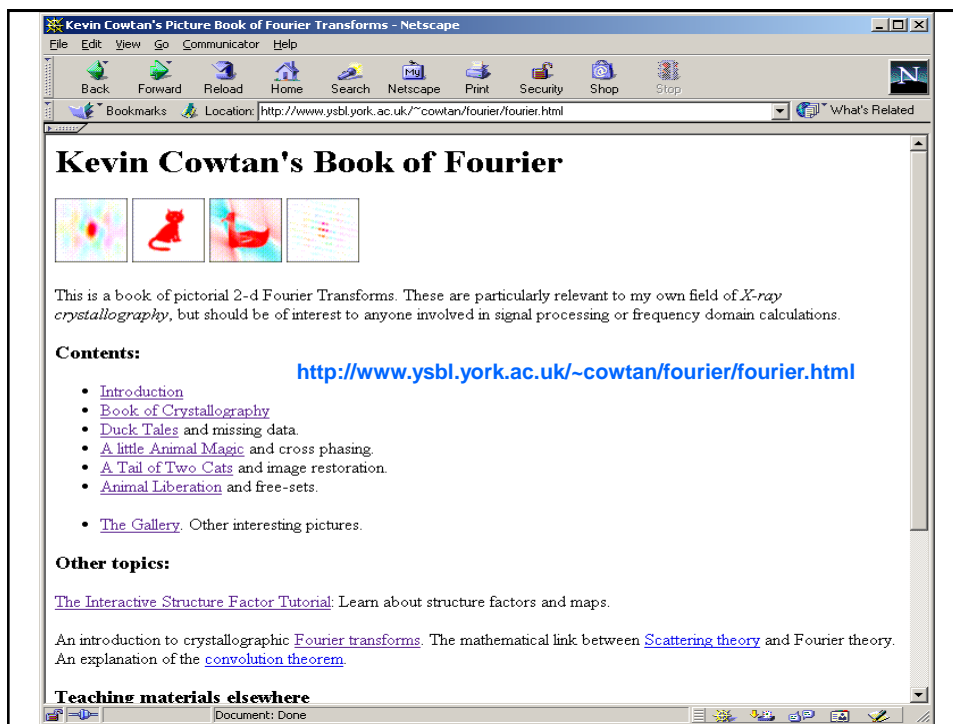 Kevin Cowtan's Picture Book of Fourier Transforms - Netscape
File Edit View Go Communicator Help
Back Forward Reload Home Search Netscape Print Security Shop Stop
My
N
Bookmarks Location: http://www.ysbl.york.ac.uk/~cowtan/fourier/fourier.html What's Related
Kevin Cowtan's Book of Fourier
This is a book of pictorial 2-d Fourier Transforms. These are particularly relevant to my own field of X-ray
crystallography, but should be of interest to anyone involved in signal processing or frequency domain calculations.
Contents:
http://www.ysbl.york.ac.uk/~cowtan/fourier/fourier.html
• Introduction
• Book of Crystallography
• Duck Tales and missing data.
• A little Animal Magic and cross phasing.
• A Tail of Two Cats and image restoration.
• Animal Liberation and free-sets.
• The Gallery. Other interesting pictures.
Other topics:
The Interactive Structure Factor Tutorial: Learn about structure factors and maps.
An introduction to crystallographic Fourier transforms. The mathematical link between Scattering theory and Fourier theory.
An explanation of the convolution theorem.
Teaching materials elsewhere
Document: Done